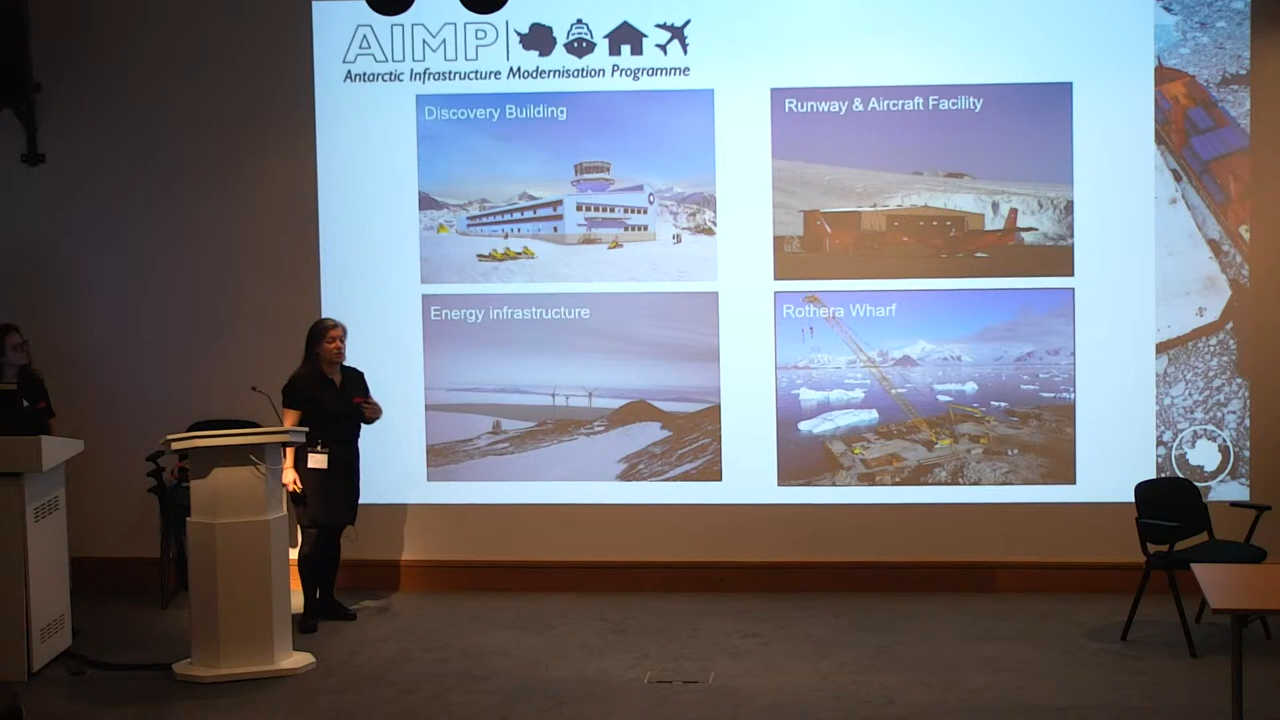 AIMP
Antarctic Infrastructure Modernisation Programme
Discovery Building
Runway & Aircraft Facility
Energy infrastructure
Rothera Wharf